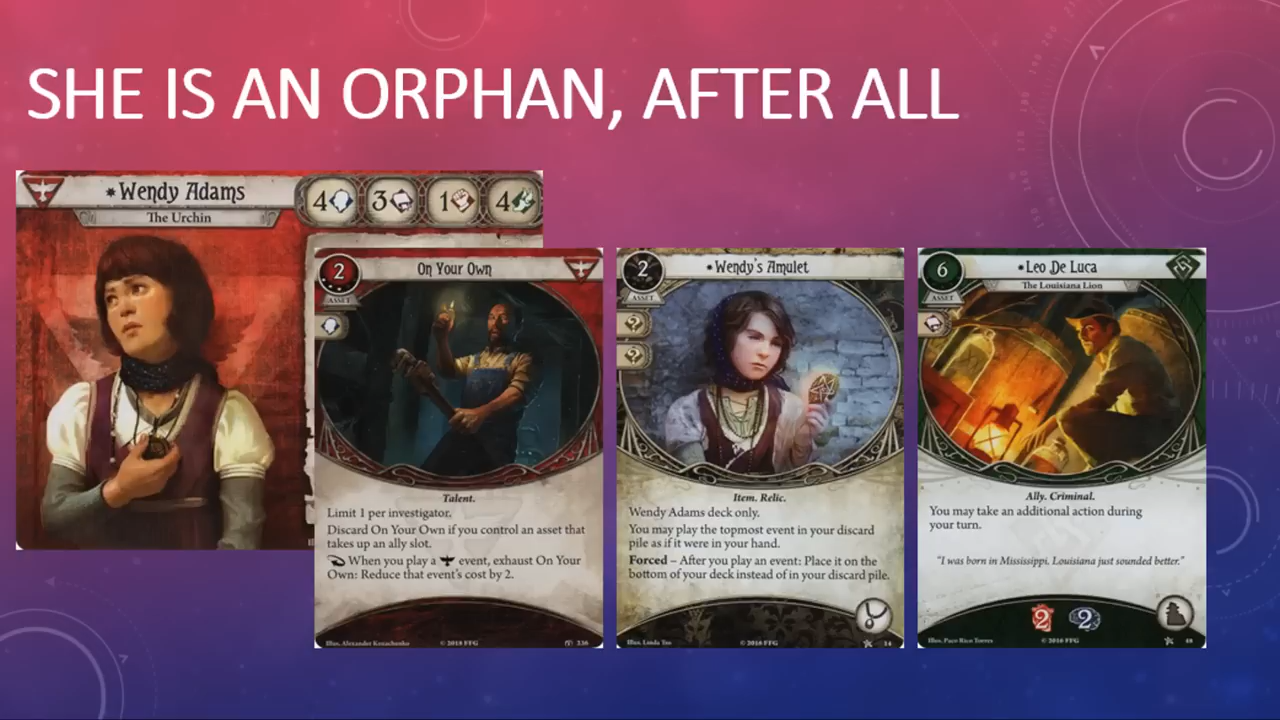 SHE IS AN ORPHAN, AFTER ALL
Wendy Adams
The Urchin
4 3 1 4
2
On Your Own
ASSET
Talent.
Limit 1 per investigator.
Discard On Your Own if you control an asset that
takes up an ally slot.
When you play a event, exhaust On Your
Own: Reduce that event's cost by 2.
Illus. Alexander Kozachenko
© 2018 FFG
236
2
Wendy's Amulet
ASSET
Item. Relic.
Wendy Adams deck only.
You may play the topmost event in your discard
pile as if it were in your hand.
Forced – After you play an event: Place it on the
bottom of your deck instead of in your discard pile.
Illus. Linda Tso
© 2016 FFG
14
6
Leo De Luca
The Louisiana Lion
ASSET
Ally. Criminal.
You may take an additional action during
your turn.
"I was born in Mississippi. Louisiana just sounded better."
2 2
Illus. Paco Rico Torres
© 2016 FFG
48